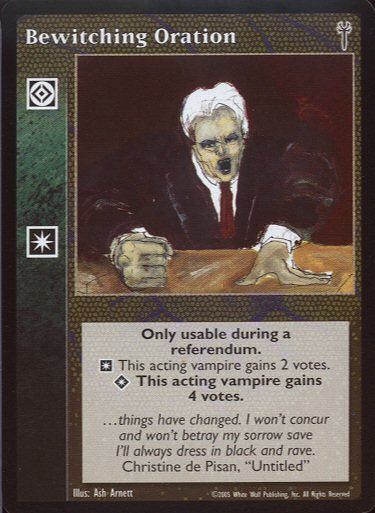 Bewitching Oration
Only usable during a
referendum.
This acting vampire gains 2 votes.
This acting vampire gains
4 votes.
…things have changed. I won't concur
and won't betray my sorrow save
I'll always dress in black and rave.
Christine de Pisan, "Untitled"
Illus: Ash Arnett
©2005 White Wolf Publishing, Inc. All Rights Reserved